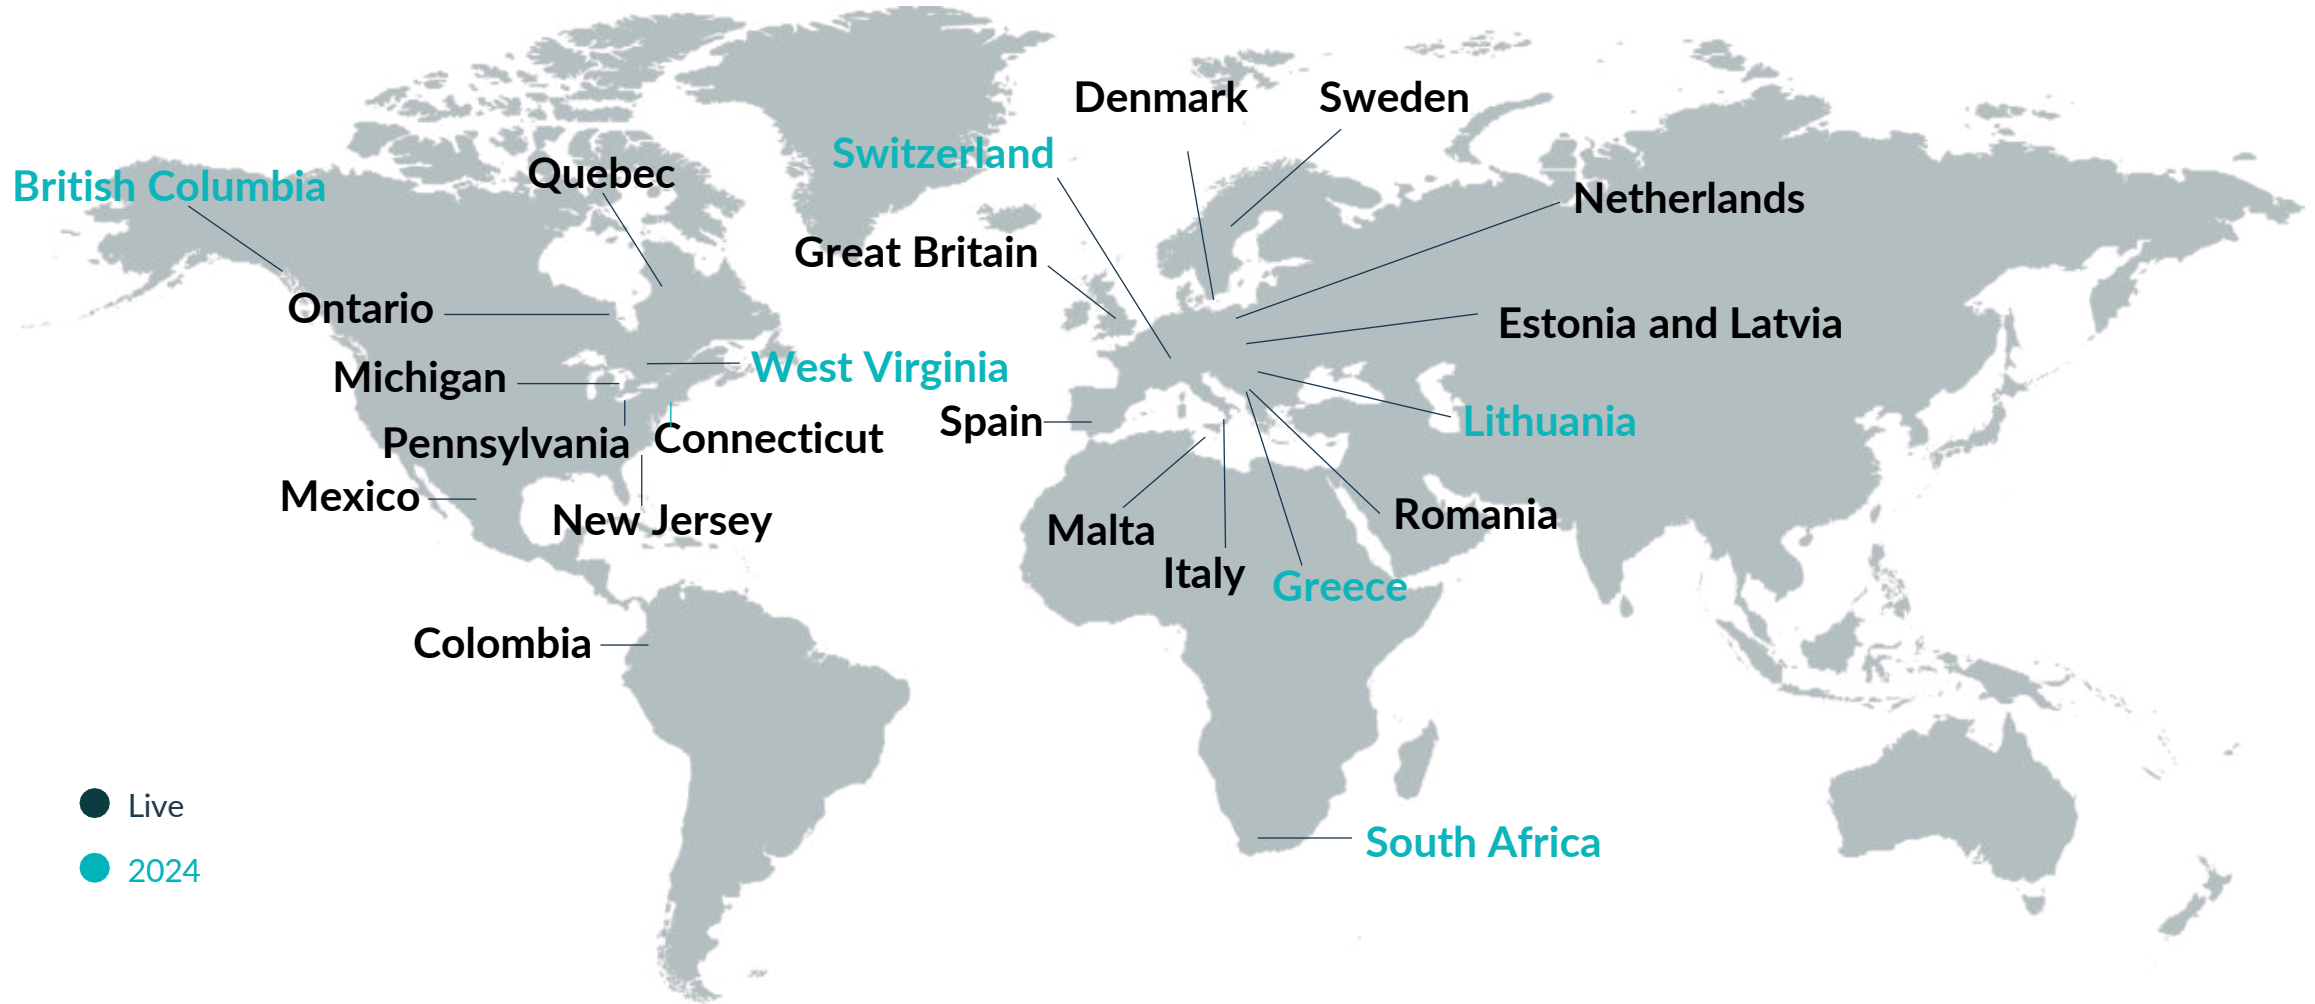 Denmark
Sweden
Switzerland
Quebec
British Columbia
Netherlands
Great Britain
Ontario
Estonia and Latvia
West Virginia
Michigan
Spain
Lithuania
Pennsylvania
Connecticut
Mexico
New Jersey
Malta
Romania
Italy
Greece
Colombia
Live
South Africa
2024